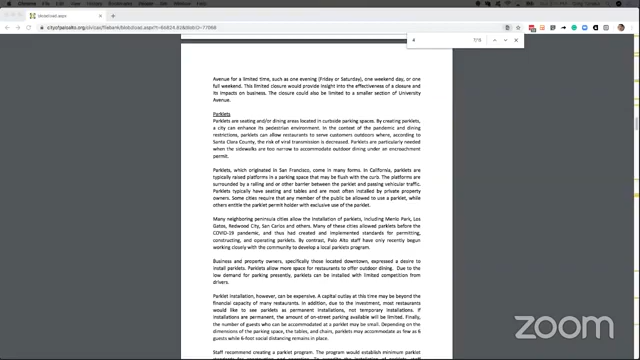 Chrome File Edit View History Bookmarks People Tab Window Help
blobdload.aspx
cityofpaloalto.org/civicax/filebank/blobdload.aspx?
4
Avenue for a limited time, such as one evening (Friday or Saturday), one weekend day, or one
full weekend. This limited closure would provide insight into the effectiveness of a closure and
its impacts on business. The closure could also be limited to a smaller section of University
Avenue.
Parklets
Parklets are seating and/or dining areas located in curbside parking spaces. By creating parklets,
a city can enhance its pedestrian environment. In the context of the pandemic and dining
restrictions, parklets can allow restaurants to serve customers outdoors where, according to
Santa Clara County, the risk of viral transmission is decreased. Parklets are particularly needed
when the sidewalks are too narrow to accommodate outdoor dining under an encroachment
permit.
Parklets, which originated in San Francisco, come in many forms. In California, parklets are
typically raised platforms in a parking space that may be flush with the curb. The platforms are
surrounded by a railing and or other barrier between the parklet and passing vehicular traffic.
Parklets typically have seating and tables and are most often installed by private property
owners. Some cities require that any member of the public be allowed to use a parklet, while
others entitle the parklet permit holder with exclusive use of the parklet.
Many neighboring peninsula cities allow the installation of parklets, including Menlo Park, Los
Gatos, Redwood City, San Carlos and others. Many of these cities allowed parklets before the
COVID-19 pandemic, and thus had created and implemented standards for permitting,
constructing, and operating parklets. By contrast, Palo Alto staff have only recently begun
working closely with the community to develop a local parklets program.
Business and property owners, specifically those located downtown, expressed a desire to
install parklets. Parklets allow more space for restaurants to offer outdoor dining. Due to the
low demand for parking presently, parklets can be installed with limited competition from
drivers.
Parklet installation, however, can be expensive. A capital outlay at this time may be beyond the
financial capacity of many restaurants. In addition, due to the investment, most restaurants
would like to see parklets as permanent installations, not temporary installations. If
installations are permanent, the amount of on-street parking available will be limited. Finally,
the number of guests who can be accommodated at a parklet may be small. Depending on the
dimensions of the parking space, the tables, and chairs, parklets may accommodate as few as 6
guests while 6-foot social distancing remains in place.
Staff recommend creating a parklet program. The program would establish minimum parklet
zoom